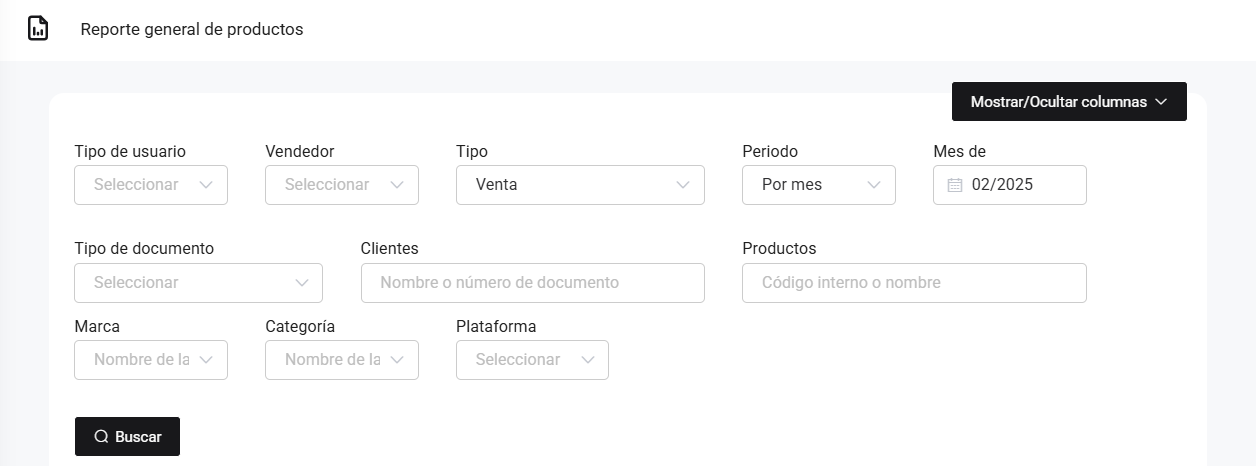 Reporte general de productos
Mostrar/Ocultar columnas
Tipo de usuario Vendedor Tipo Periodo Mes de
Seleccionar Seleccionar Venta Por mes 02/2025
Tipo de documento Clientes Productos
Seleccionar Nombre o número de documento Código interno o nombre
Marca Categoría Plataforma
Nombre de la Nombre de la Seleccionar
Buscar